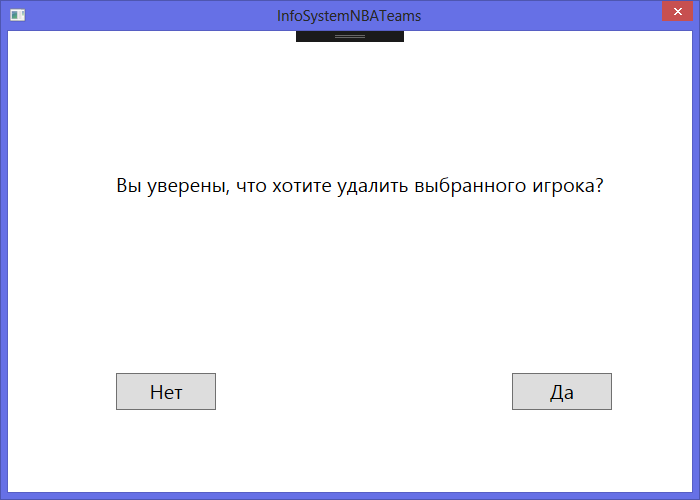 InfoSystemNBATeams
Вы уверены, что хотите удалить выбранного игрока?
Нет
Да